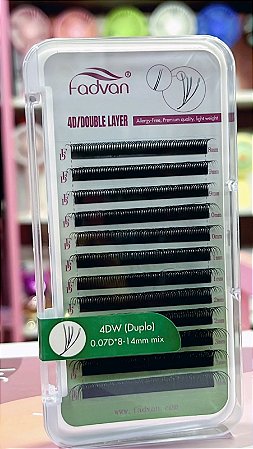 Fadvan®
4D/DOUBLE LAYER
Allergy-Free, Premium quality, light weight
4DW (Duplo)
0.07D*8-14mm mix
www.fadvan.com